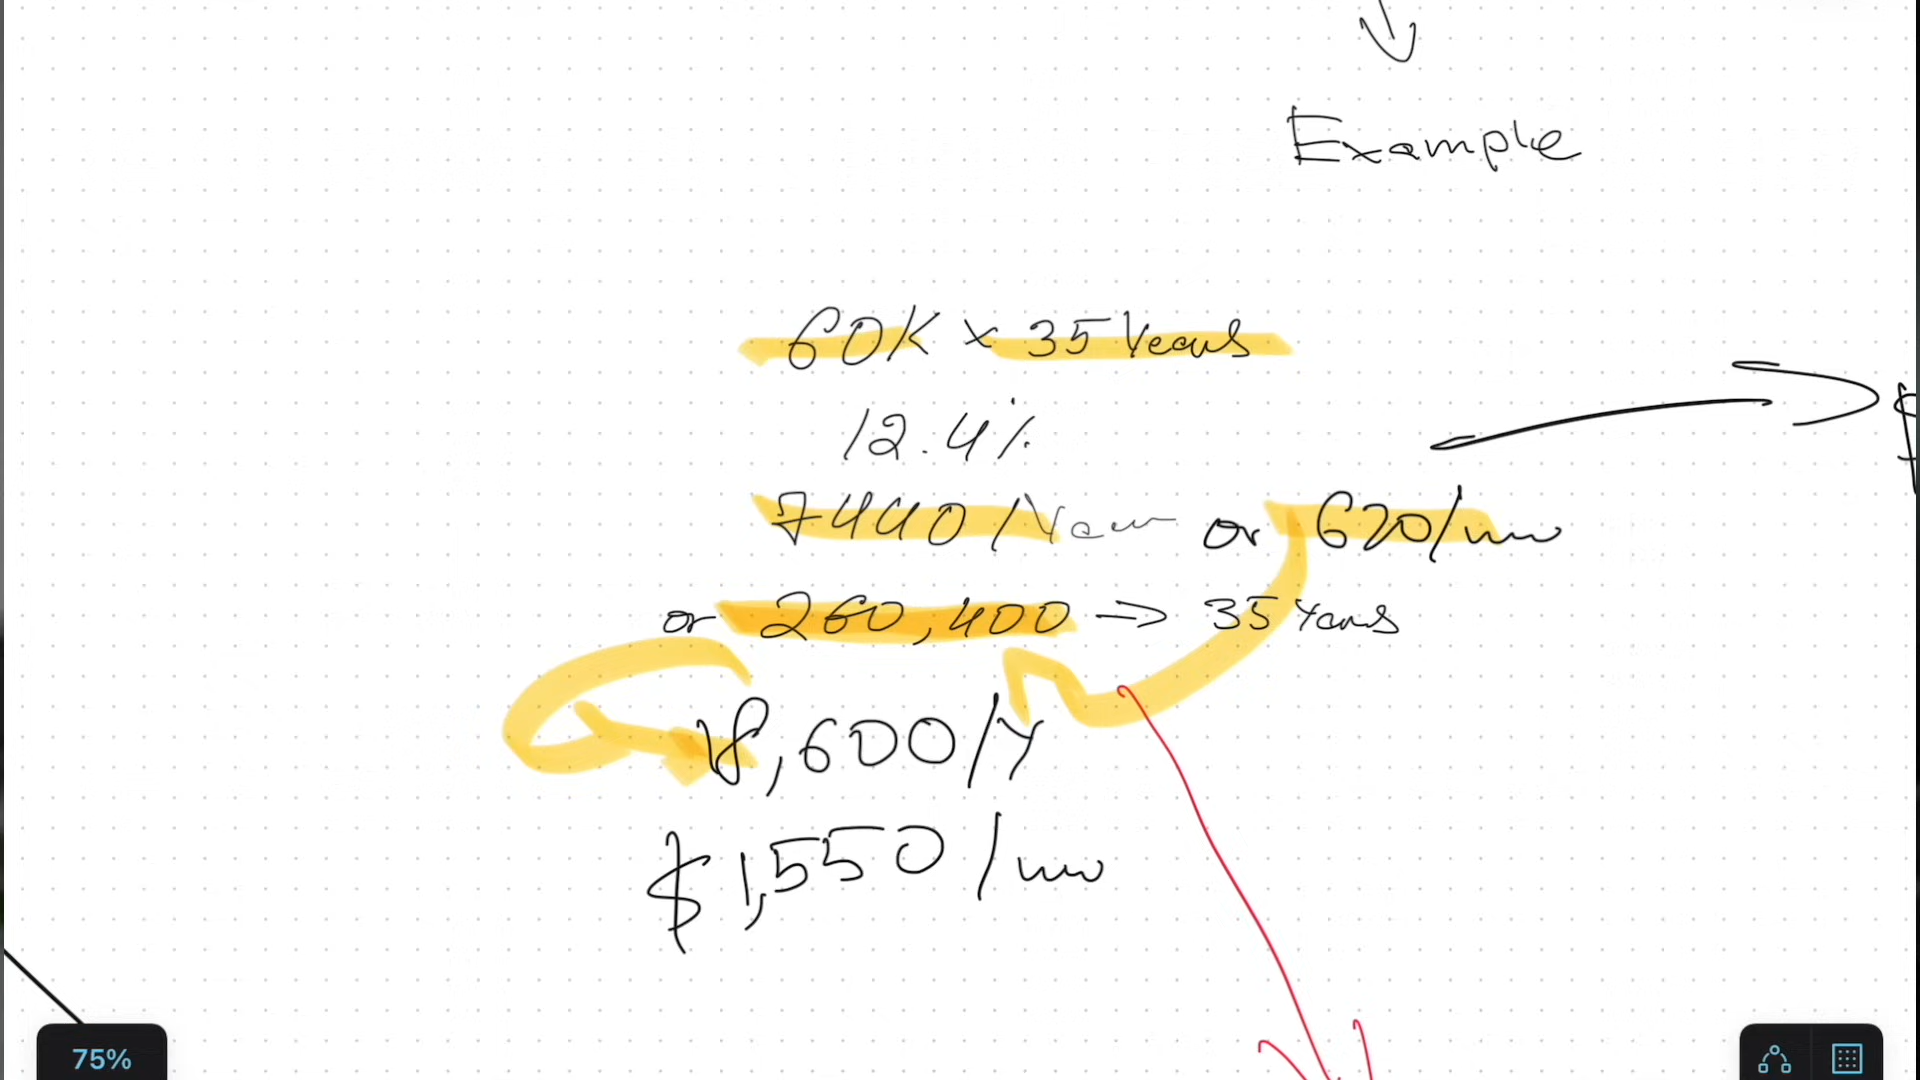 Example
60K x 35 Years
12.4%
7440/Year or 620/mo
or 260,400 => 35 Years
18,600/Y
$1,550/mo
75%